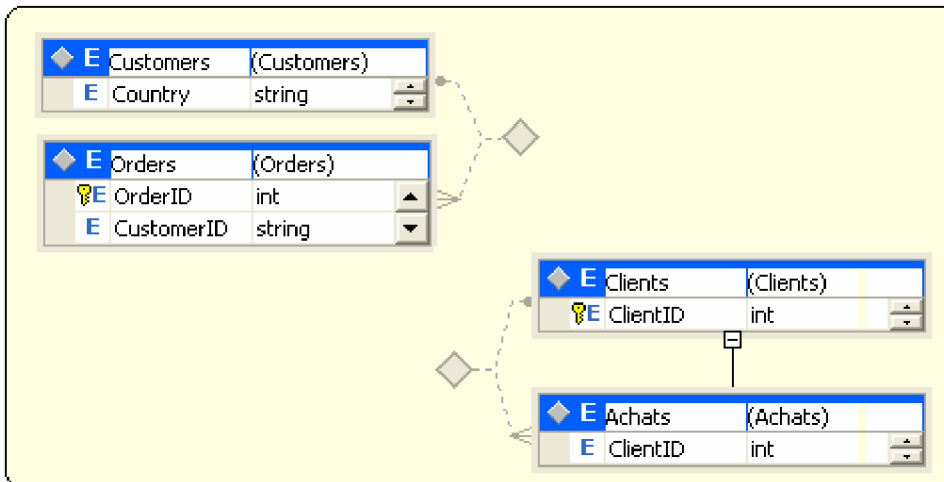 E Customers (Customers)
E Country string
E Orders (Orders)
E OrderID int
E CustomerID string
E Clients (Clients)
E ClientID int
E Achats (Achats)
E ClientID int